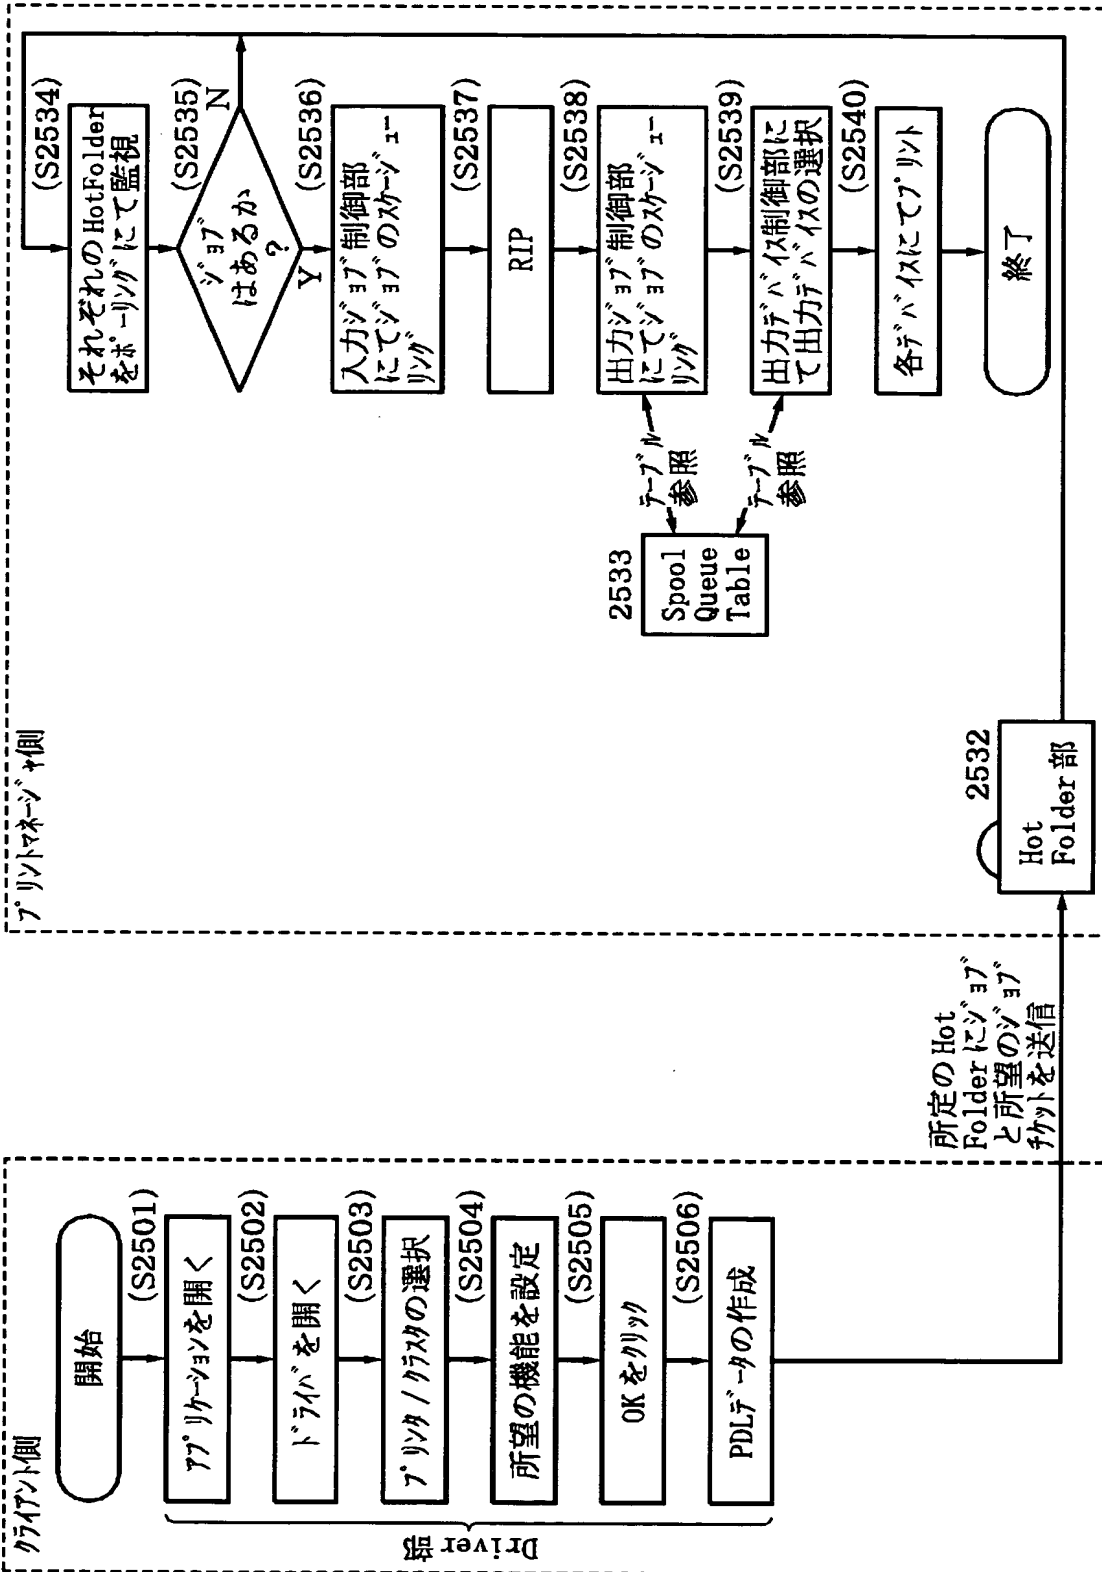 クライアント側
開始
(S2501)
アプリケーションを開く
(S2502)
ドライバを開く
(S2503)
プリンタ/クラスタの選択
(S2504)
所望の機能を設定
(S2505)
OKをクリック
(S2506)
PDLデータの作成
Driver部
所定のHot
Folderにジョブ
と所望のジョブ
チケットを送信
プリントマネージャ側
2532
Hot
Folder部
(S2534)
それぞれのHotFolder
をポーリングにて監視
(S2535)
ジョブ
はあるか
?
N
Y
(S2536)
入力ジョブ制御部
にてジョブのスケージュー
リング
(S2537)
RIP
(S2538)
出力ジョブ制御部
にてジョブのスケージュー
リング
(S2539)
出力デバイス制御部に
て出力デバイスの選択
(S2540)
各デバイスにてプリント
終了
テーブル
参照
テーブル
参照
2533
Spool
Queue
Table